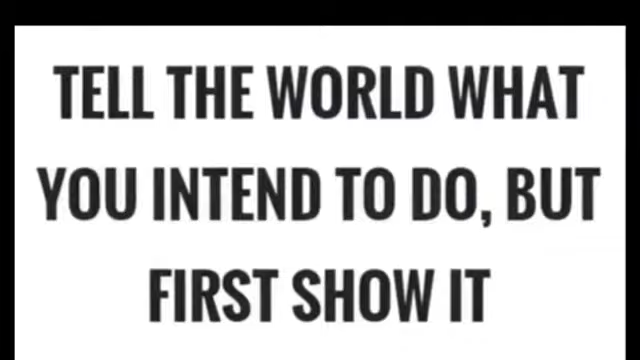 TELL THE WORLD WHAT
YOU INTEND TO DO, BUT
FIRST SHOW IT